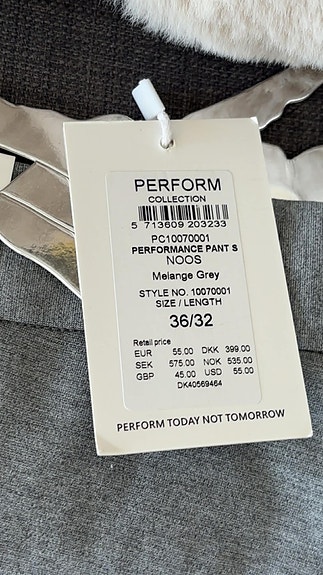 PERFORM
COLLECTION
5 713609 203233
PC10070001
PERFORMANCE PANT S
NOOS
Melange Grey
STYLE NO. 10070001
SIZE / LENGTH
36/32
Retail price
EUR 55.00 DKK 399.00
SEK 575.00 NOK 535.00
GBP 45.00 USD 55.00
DK40569464
PERFORM TODAY NOT TOMORROW